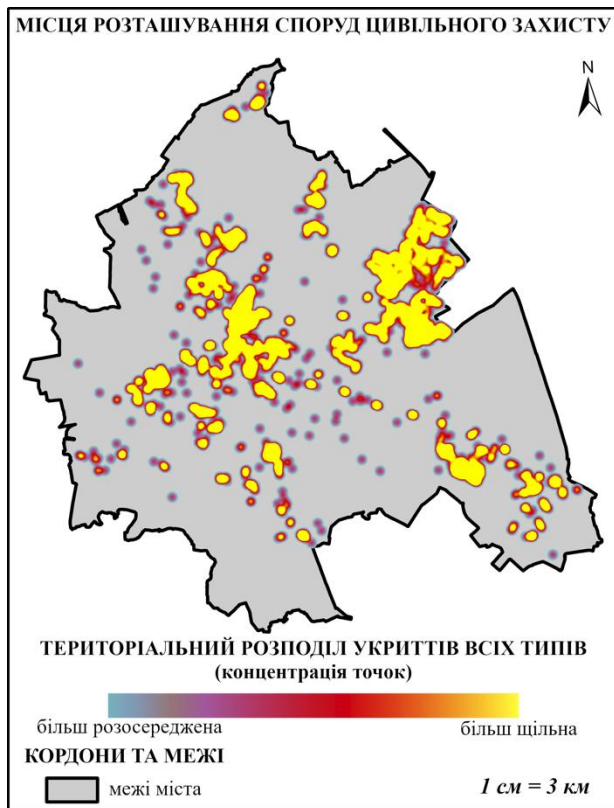 МІСЦЯ РОЗТАШУВАННЯ СПОРУД ЦИВІЛЬНОГО ЗАХИСТУ
N
ТЕРИТОРІАЛЬНИЙ РОЗПОДІЛ УКРИТТІВ ВСІХ ТИПІВ
(концентрація точок)
більш розосереджена більш щільна
КОРДОНИ ТА МЕЖІ
межі міста 1 см = 3 км